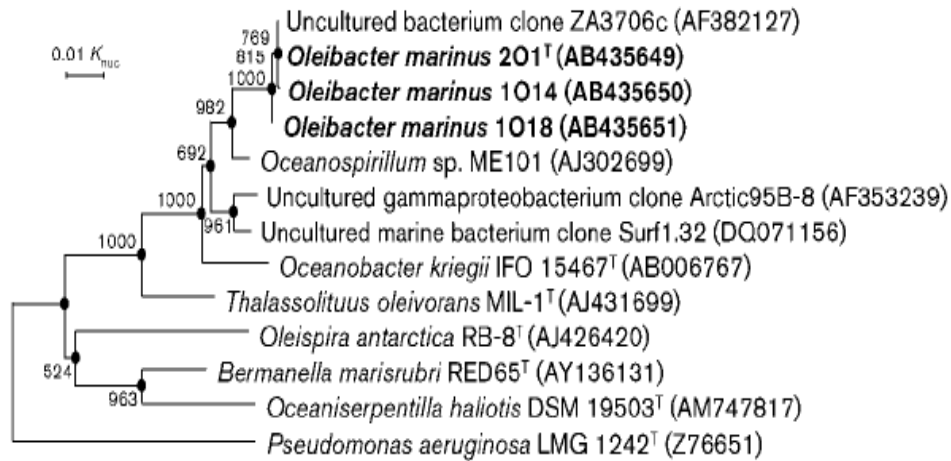 Uncultured bacterium clone ZA3706c (AF382127)
769
0.01 Knuc
815
Oleibacter marinus 2O1T (AB435649)
1000
Oleibacter marinus 1O14 (AB435650)
982
Oleibacter marinus 1O18 (AB435651)
692
Oceanospirillum sp. ME101 (AJ302699)
1000
Uncultured gammaproteobacterium clone Arctic95B-8 (AF353239)
961
Uncultured marine bacterium clone Surf1.32 (DQ071156)
1000
Oceanobacter kriegii IFO 15467T (AB006767)
Thalassolituus oleivorans MIL-1T (AJ431699)
Oleispira antarctica RB-8T (AJ426420)
524
Bermanella marisrubri RED65T (AY136131)
963
Oceaniserpentilla haliotis DSM 19503T (AM747817)
Pseudomonas aeruginosa LMG 1242T (Z76651)